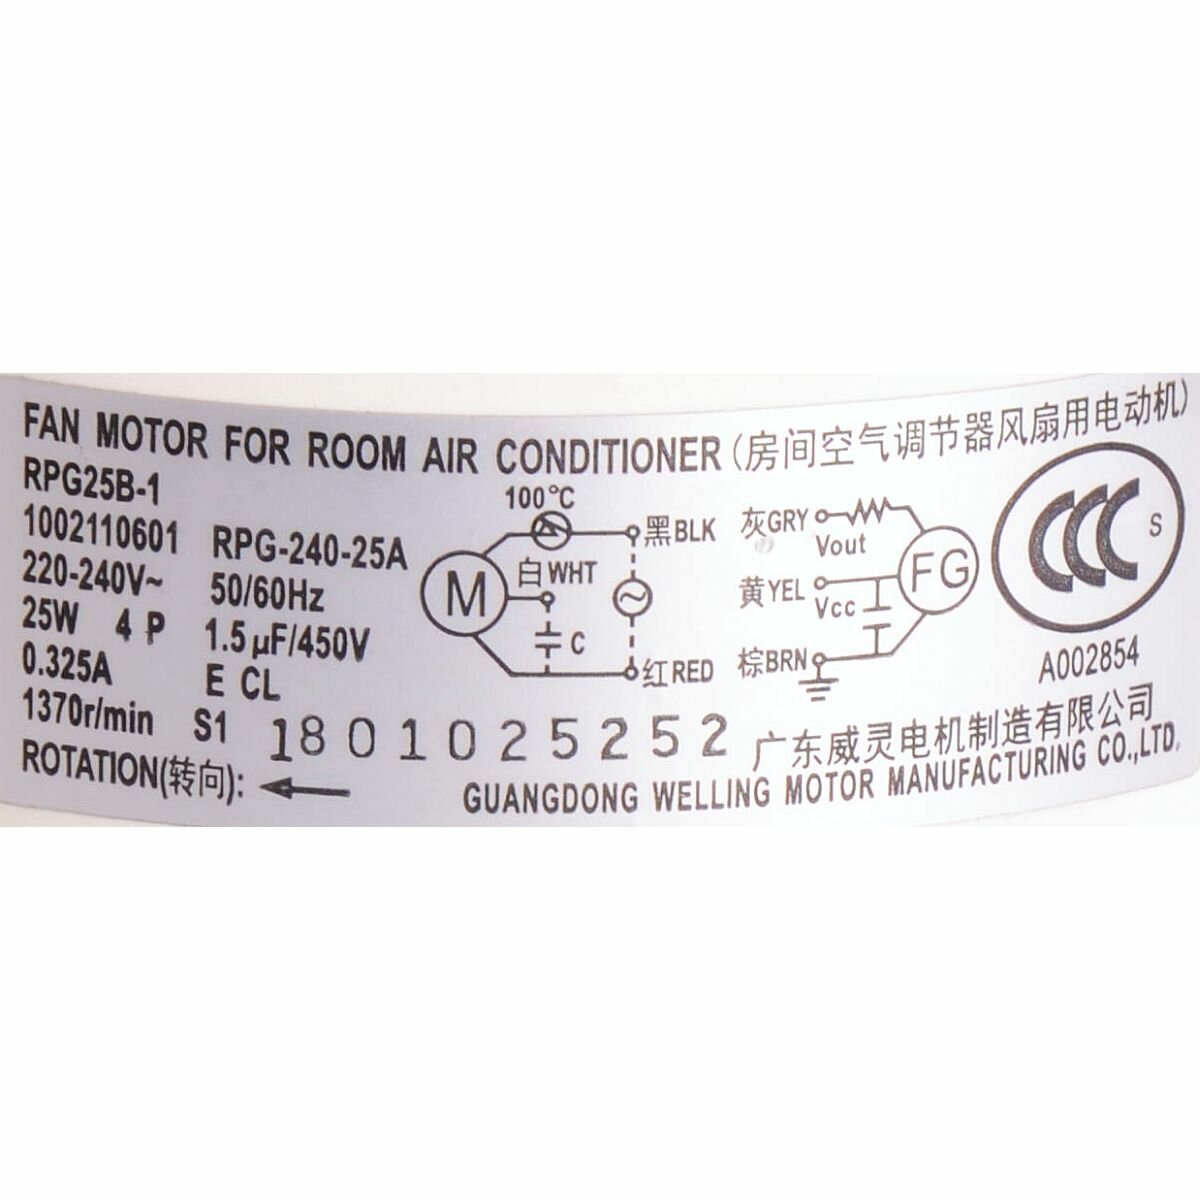 FAN MOTOR FOR ROOM AIR CONDITIONER (房间空气调节器风扇用电动机)
RPG25B-1
1002110601 RPG-240-25A
220-240V~ 50/60Hz
25W 4 P 1.5 μF/450V
0.325A E CL
1370r/min S1 1801025252
ROTATION(转向):
100℃
M
黑BLK
白WHT
C
红RED
灰GRY
Vout
黄YEL
Vcc
棕BRN
FG
CCC S
A002854
广东威灵电机制造有限公司
GUANGDONG WELLING MOTOR MANUFACTURING CO.,LTD.